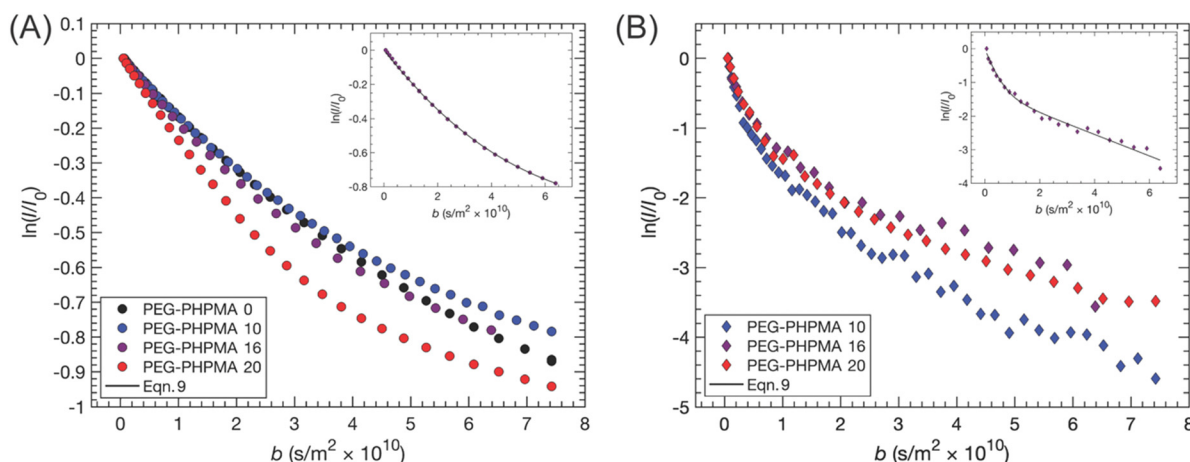 (A)
0.1
0
-0.1
-0.2
-0.3
-0.4
-0.5
-0.6
-0.7
-0.8
-0.9
-1
ln(I/I₀)
0 1 2 3 4 5 6 7 8
b (s/m² × 10¹⁰)
PEG-PHPMA 0
PEG-PHPMA 10
PEG-PHPMA 16
PEG-PHPMA 20
Eqn. 9
0
-0.2
-0.4
-0.6
-0.8
ln(I/I₀)
0 2 4 6
b (s/m² × 10¹⁰)
(B)
0
-1
-2
-3
-4
-5
ln(I/I₀)
0 1 2 3 4 5 6 7 8
b (s/m² × 10¹⁰)
PEG-PHPMA 10
PEG-PHPMA 16
PEG-PHPMA 20
Eqn. 9
0
-1
-2
-3
-4
ln(I/I₀)
0 2 4 6
b (s/m² × 10¹⁰)